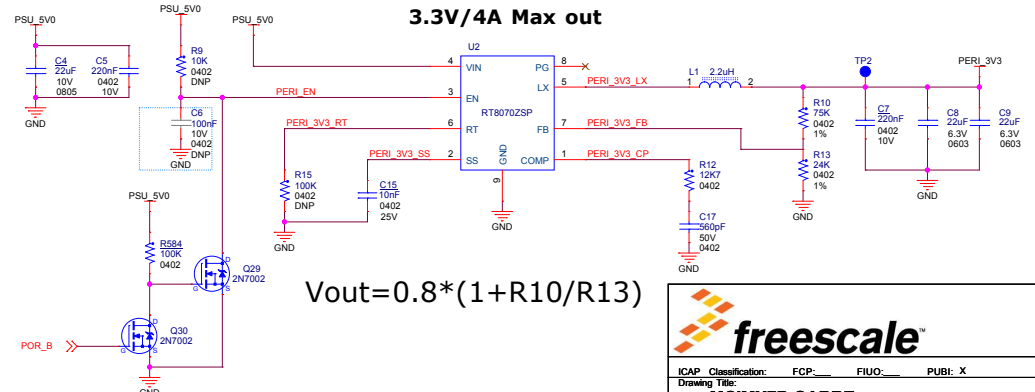 3.3V/4A Max out
PSU_5V0
PSU_5V0
PSU_5V0
C4
22uF
10V
0805
C5
220nF
0402
10V
GND
R9
10K
0402
DNP
C6
100nF
10V
0402
DNP
GND
PERI_EN
PERI_3V3_RT
PERI_3V3_SS
R15
100K
0402
DNP
C15
10nF
0402
25V
GND
U2
4 VIN
3 EN
6 RT
2 SS
RT8070ZSP
GND
9
GND
PG 8
LX 5
FB 7
COMP 1
PERI_3V3_LX
PERI_3V3_FB
PERI_3V3_CP
L1 2.2uH
1 2
R12
12K7
0402
C17
560pF
50V
0402
GND
R10
75K
0402
1%
R13
24K
0402
1%
GND
TP2
PERI_3V3
C7
220nF
0402
10V
C8
22uF
6.3V
0603
C9
22uF
6.3V
0603
GND
PSU_5V0
R584
100K
0402
Q29
2N7002
D
G
S
Q30
2N7002
D
G
S
POR_B
GND
Vout=0.8*(1+R10/R13)
freescale™
ICAP Classification: FCP:___ FIUO:___ PUBI: X
Drawing Title: